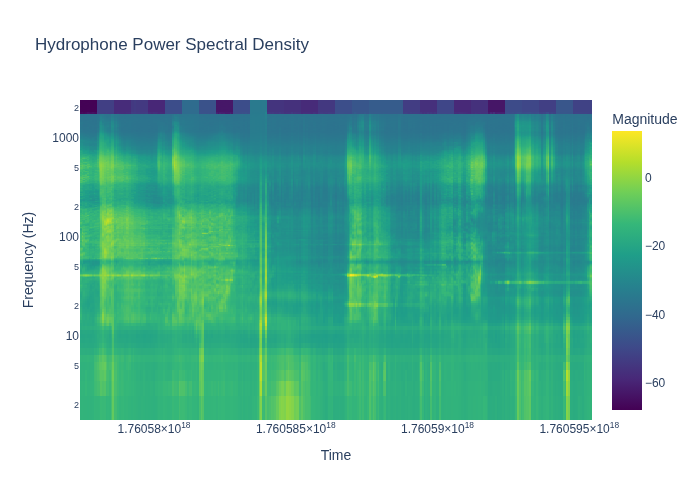 Hydrophone Power Spectral Density
Magnitude
0
−20
−40
−60
Frequency (Hz)
2
1000
5
2
100
5
2
10
5
2
1.76058×10¹⁸ 1.760585×10¹⁸ 1.76059×10¹⁸ 1.760595×10¹⁸
Time